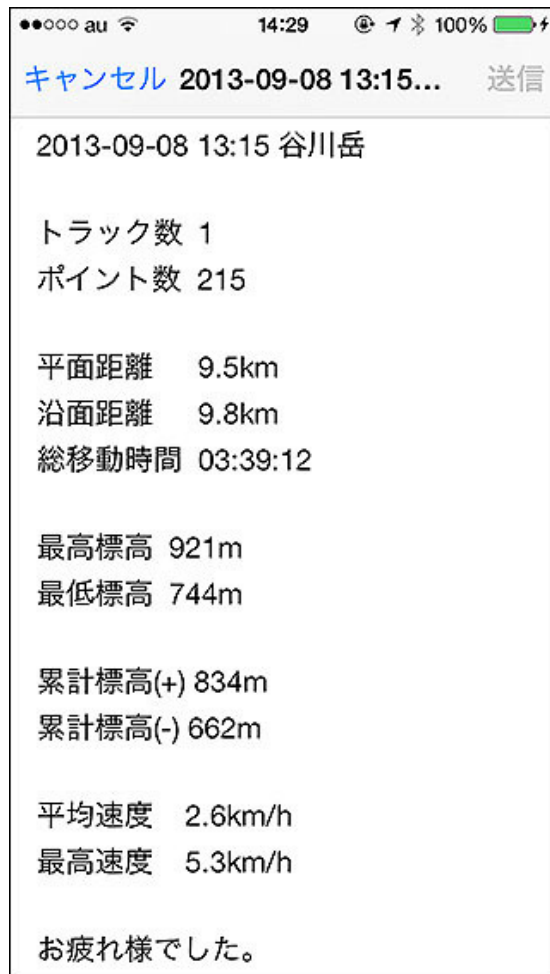 au 14:29 100%
キャンセル 2013-09-08 13:15... 送信
2013-09-08 13:15 谷川岳
トラック数 1
ポイント数 215
平面距離 9.5km
沿面距離 9.8km
総移動時間 03:39:12
最高標高 921m
最低標高 744m
累計標高(+) 834m
累計標高(-) 662m
平均速度 2.6km/h
最高速度 5.3km/h
お疲れ様でした。